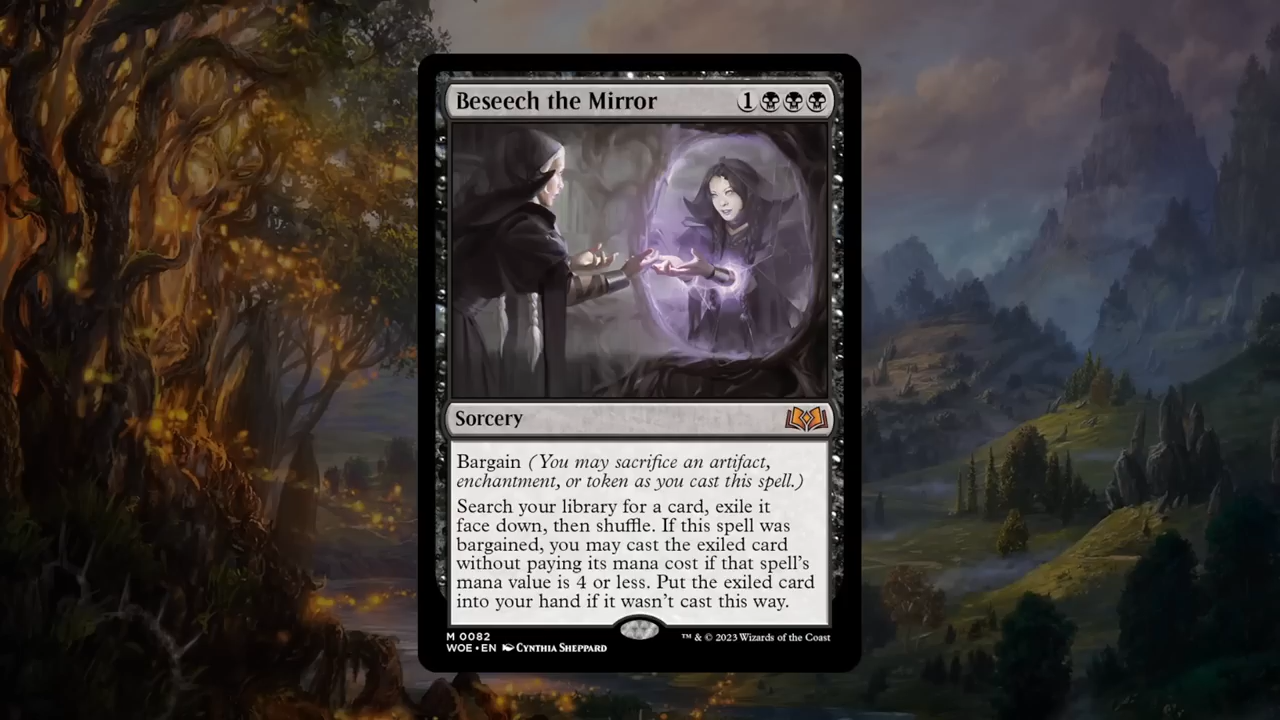 Beseech the Mirror 1
Sorcery
Bargain (You may sacrifice an artifact,
enchantment, or token as you cast this spell.)
Search your library for a card, exile it
face down, then shuffle. If this spell was
bargained, you may cast the exiled card
without paying its mana cost if that spell's
mana value is 4 or less. Put the exiled card
into your hand if it wasn't cast this way.
M 0082
WOE • EN Cynthia Sheppard
™ & © 2023 Wizards of the Coast